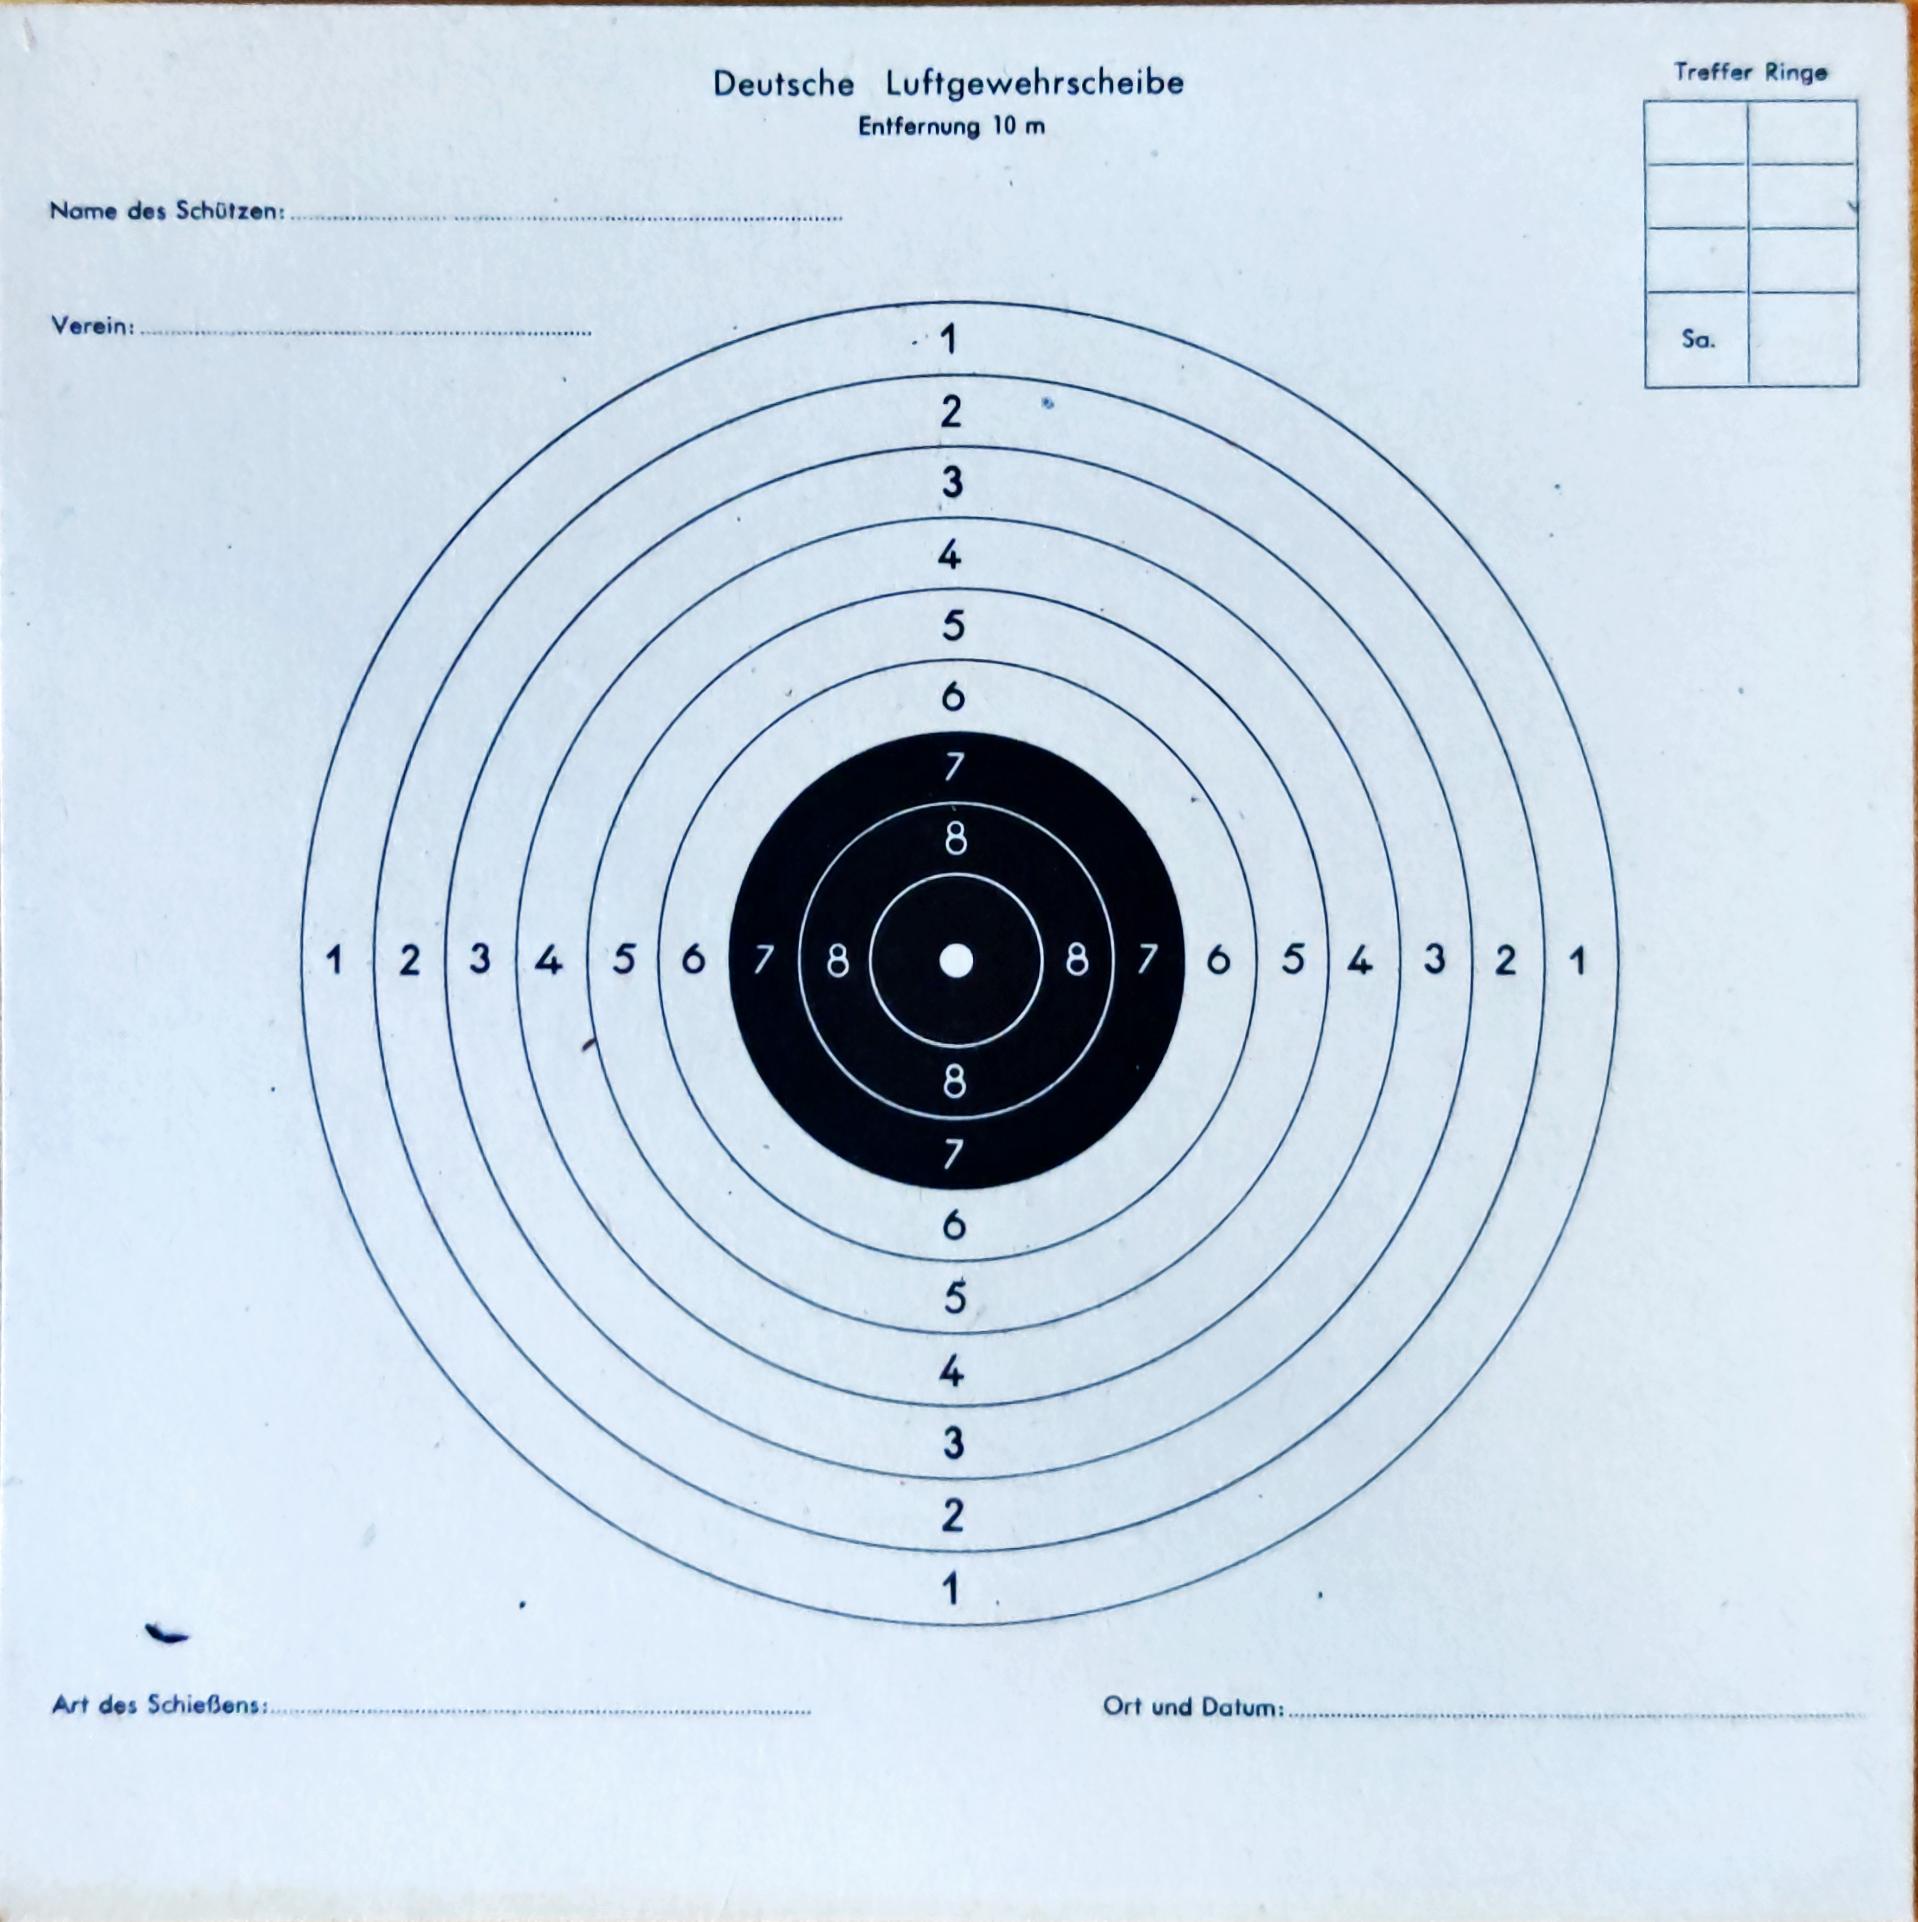 Deutsche Luftgewehrscheibe
Entfernung 10 m
Treffer Ringe
Name des Schützen:
Verein:
Sa.
1
2
3
4
5
6
7
8
1 2 3 4 5 6 7 8 8 7 6 5 4 3 2 1
8
7
6
5
4
3
2
1
Art des Schießens:
Ort und Datum: